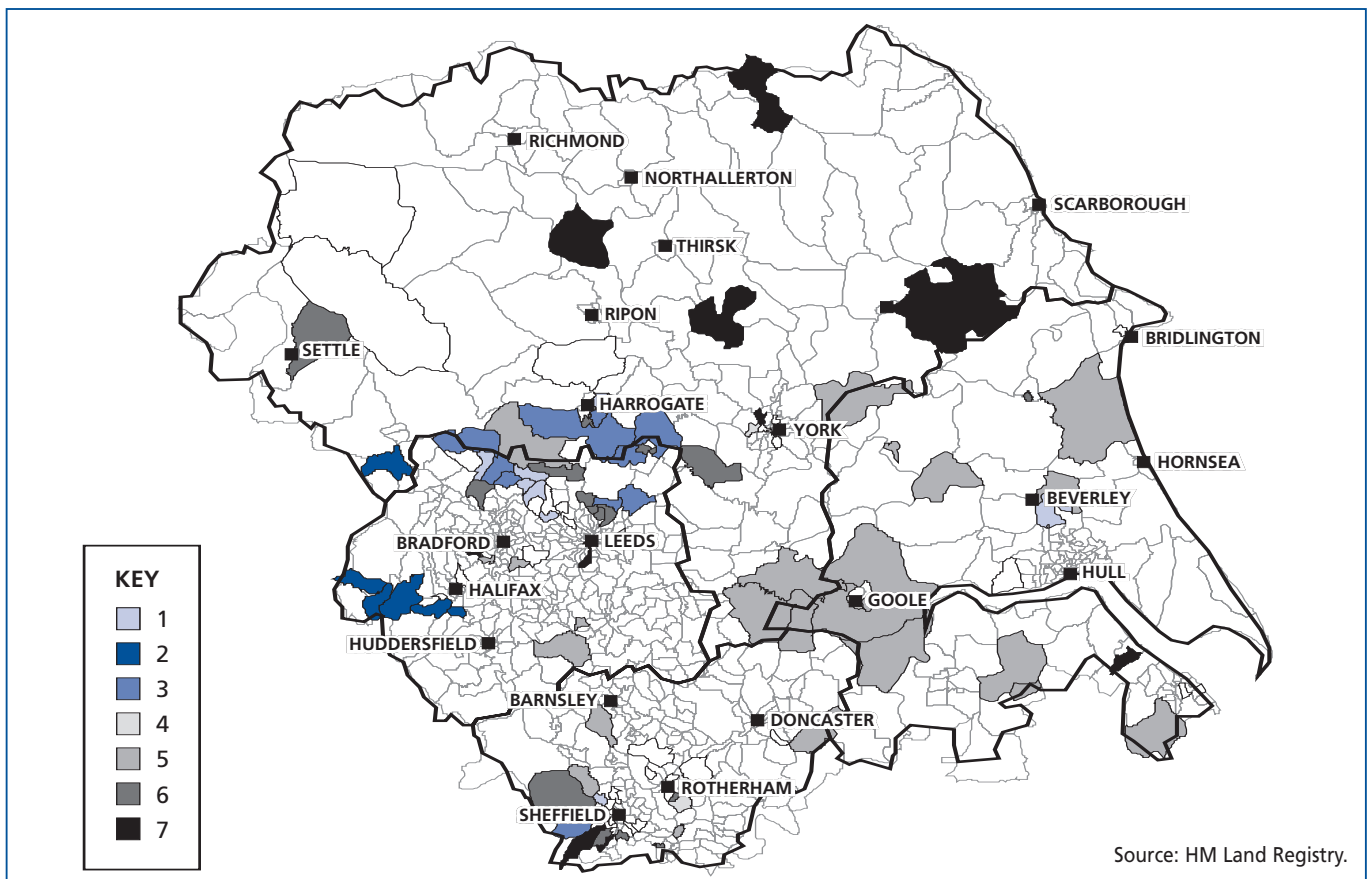 RICHMOND
NORTHALLERTON
SCARBOROUGH
THIRSK
RIPON
BRIDLINGTON
SETTLE
HARROGATE
YORK
HORNSEA
BEVERLEY
BRADFORD
LEEDS
HULL
HALIFAX
GOOLE
HUDDERSFIELD
BARNSLEY
DONCASTER
ROTHERHAM
SHEFFIELD
KEY
1
2
3
4
5
6
7
Source: HM Land Registry.